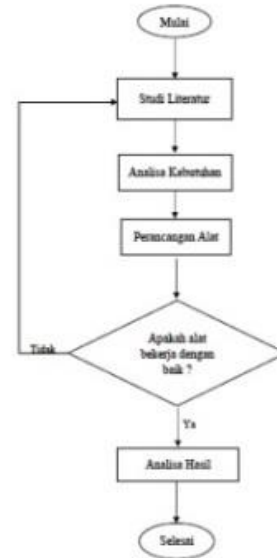 Mulai
Studi Literatur
Analisa Kebutuhan
Perancangan Alat
Apakah alat
bekerja dengan
baik ?
Tidak
Ya
Analisa Hasil
Selesai